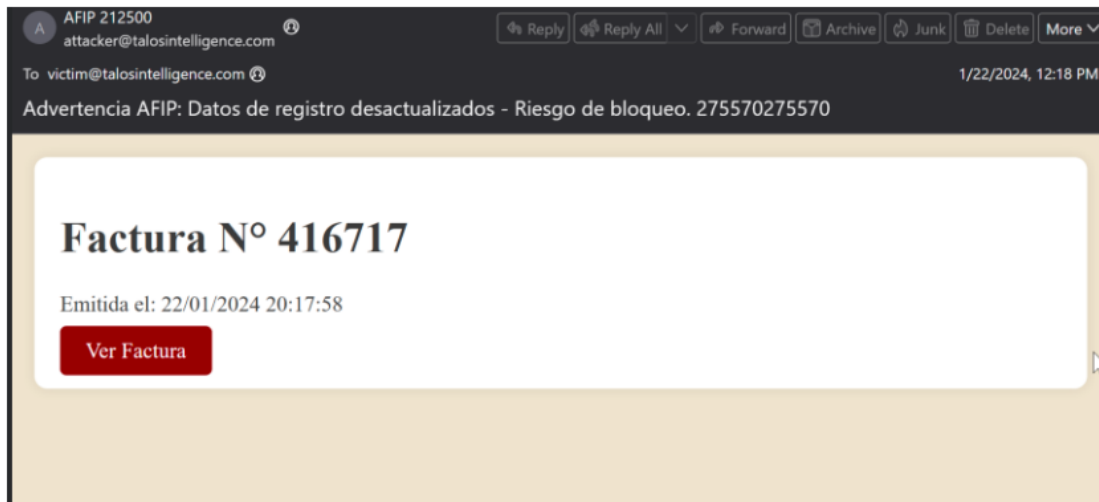 A
AFIP 212500
attacker@talosintelligence.com
Reply Reply All Forward Archive Junk Delete More
To victim@talosintelligence.com
1/22/2024, 12:18 PM
Advertencia AFIP: Datos de registro desactualizados - Riesgo de bloqueo. 275570275570
Factura N° 416717
Emitida el: 22/01/2024 20:17:58
Ver Factura